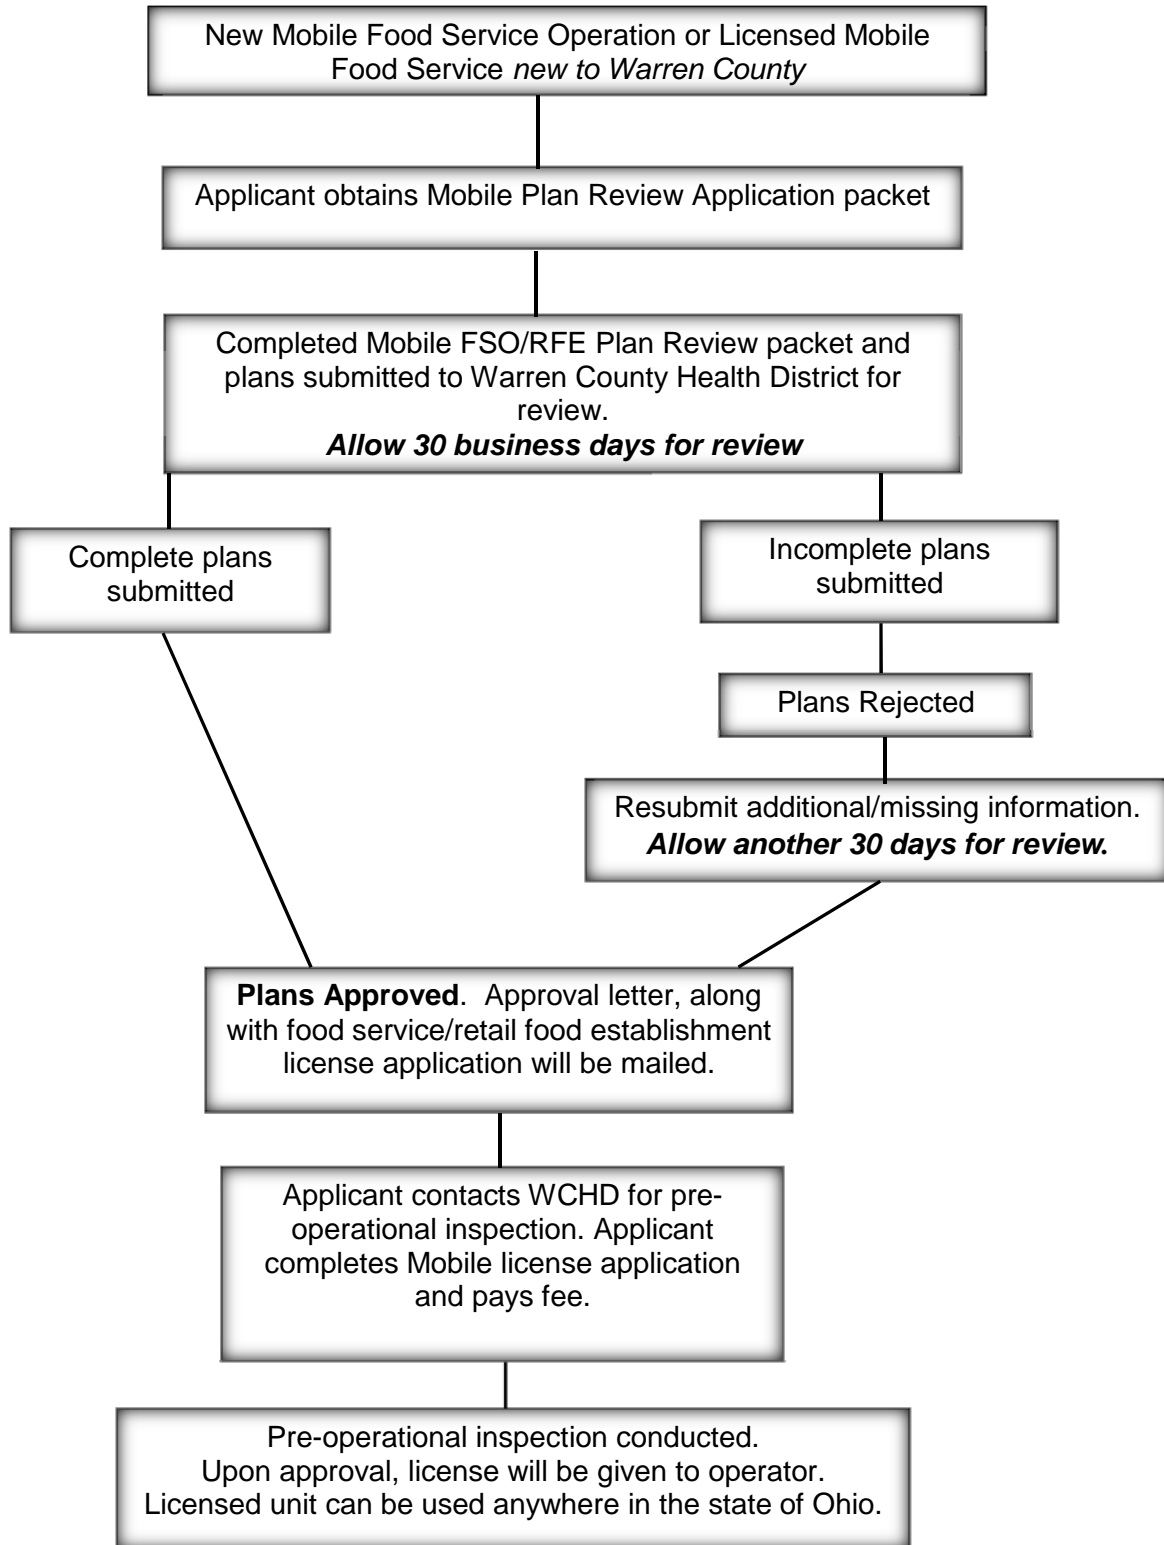 New Mobile Food Service Operation or Licensed Mobile
Food Service new to Warren County
Applicant obtains Mobile Plan Review Application packet
Completed Mobile FSO/RFE Plan Review packet and
plans submitted to Warren County Health District for
review.
Allow 30 business days for review
Complete plans
submitted
Incomplete plans
submitted
Plans Rejected
Resubmit additional/missing information.
Allow another 30 days for review.
Plans Approved. Approval letter, along
with food service/retail food establishment
license application will be mailed.
Applicant contacts WCHD for pre-
operational inspection. Applicant
completes Mobile license application
and pays fee.
Pre-operational inspection conducted.
Upon approval, license will be given to operator.
Licensed unit can be used anywhere in the state of Ohio.